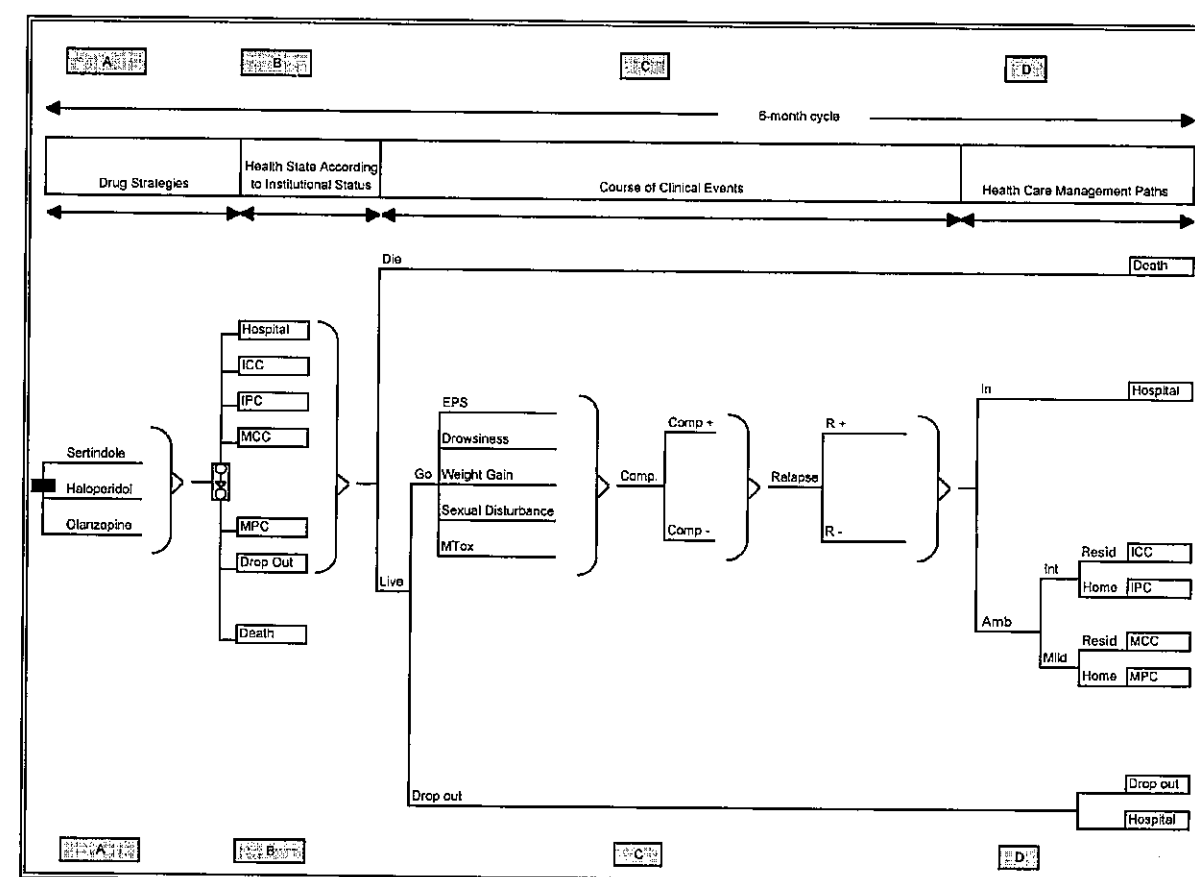 A B C D
6-month cycle
Drug Strategies
Health State According
to Institutional Status
Course of Clinical Events
Health Care Management Paths
Die
Death
Hospital
ICC
IPC
MCC
MPC
Drop Out
Death
Sertindole
Haloperidol
Olanzapine
Live
Go
EPS
Drowsiness
Weight Gain
Sexual Disturbance
MTox
Comp.
Comp +
Comp -
Relapse
R +
R -
In
Hospital
Amb
Int
Resid ICC
Home IPC
Mild
Resid MCC
Home MPC
Drop out
Drop out
Hospital
A B C D